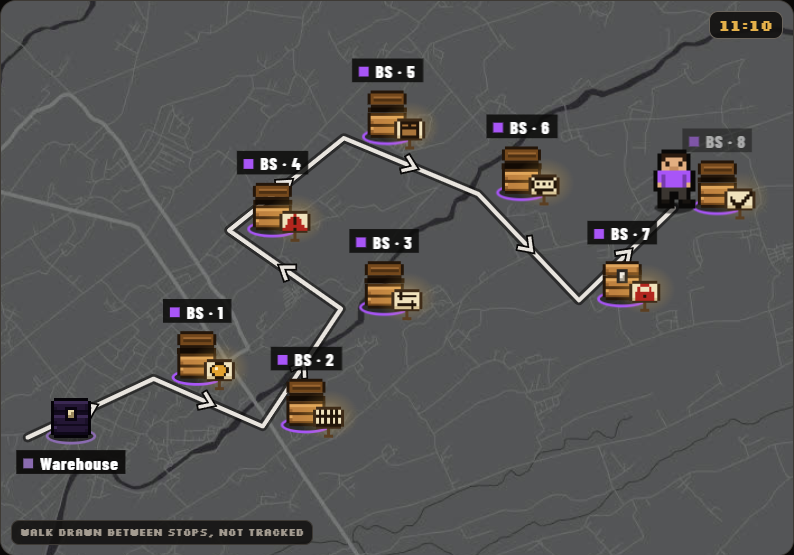 11:10
BS - 5
BS - 6
BS - 8
BS - 4
BS - 7
BS - 3
BS - 1
BS - 2
Warehouse
WALK DRAWN BETWEEN STOPS, NOT TRACKED